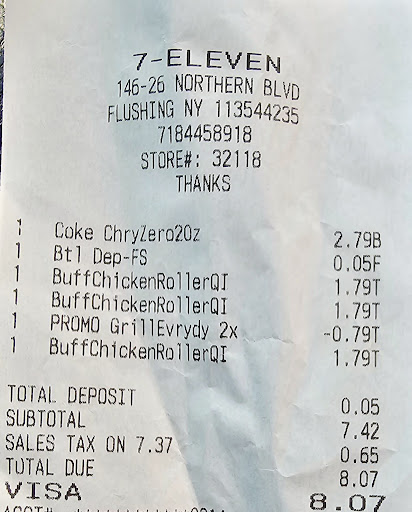 7-ELEVEN
146-26 NORTHERN BLVD
FLUSHING NY 113544235
7184458918
STORE#: 32118
THANKS
1 Coke ChryZero20z 2.79B
1 Btl Dep-FS 0.05F
1 BuffChickenRollerQI 1.79T
1 BuffChickenRollerQI 1.79T
1 PROMO GrillEvrydy 2x -0.79T
1 BuffChickenRollerQI 1.79T
TOTAL DEPOSIT 0.05
SUBTOTAL 7.42
SALES TAX ON 7.37 0.65
TOTAL DUE 8.07
VISA 8.07